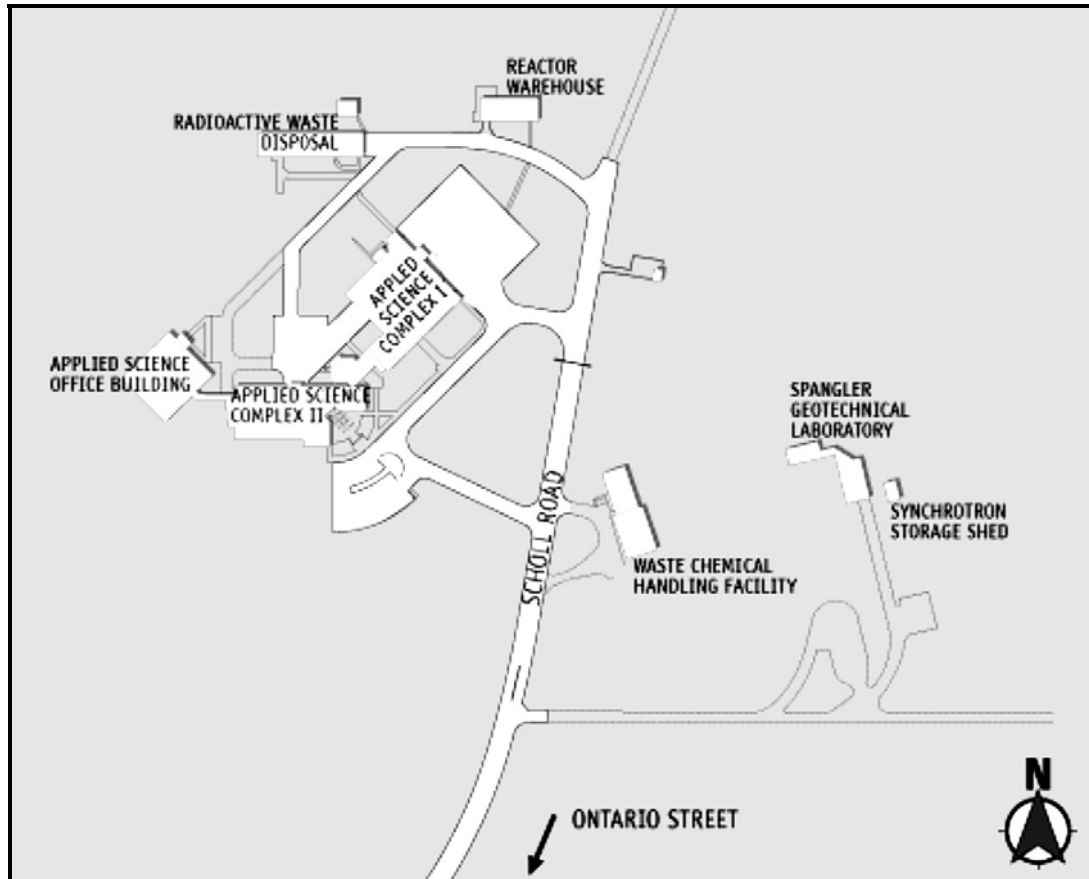 REACTOR
WAREHOUSE
RADIOACTIVE WASTE
DISPOSAL
APPLIED
SCIENCE
COMPLEX I
APPLIED SCIENCE
OFFICE BUILDING
APPLIED SCIENCE
COMPLEX II
SPANGLER
GEOTECHNICAL
LABORATORY
SYNCHROTRON
STORAGE SHED
SCHOLL ROAD
WASTE CHEMICAL
HANDLING FACILITY
ONTARIO STREET
N